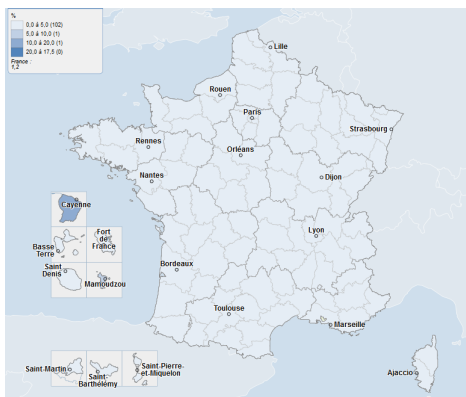 %
0,0 à 5,0 (102)
5,0 à 10,0 (1)
10,0 à 20,0 (1)
20,0 à 17,5 (0)
France :
1,2
Lille
Rouen
Paris
Strasbourg
Rennes
Orléans
Nantes
Dijon
Cayenne
Lyon
Fort
de
France
Basse
Terre
Saint
Denis
Mamoudzou
Bordeaux
Toulouse
Marseille
Saint-Martin
Saint-
Barthélémy
Saint-Pierre
et-Miquelon
Ajaccio